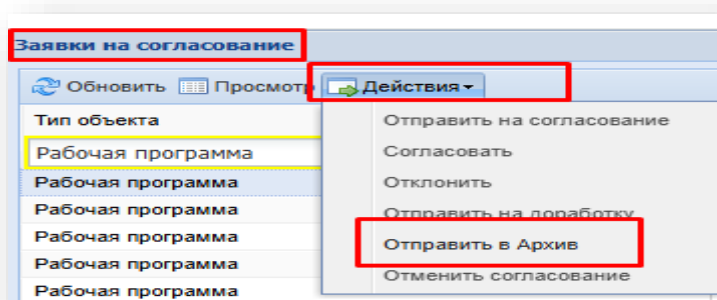 Заявки на согласование
Обновить Просмотр Действия
Тип объекта
Рабочая программа
Рабочая программа
Рабочая программа
Рабочая программа
Рабочая программа
Рабочая программа
Отправить на согласование
Согласовать
Отклонить
Отправить на доработку
Отправить в Архив
Отменить согласование